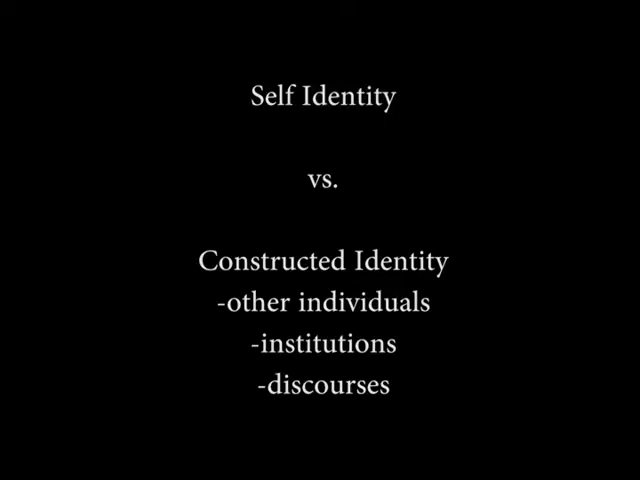 Self Identity
vs.
Constructed Identity
-other individuals
-institutions
-discourses